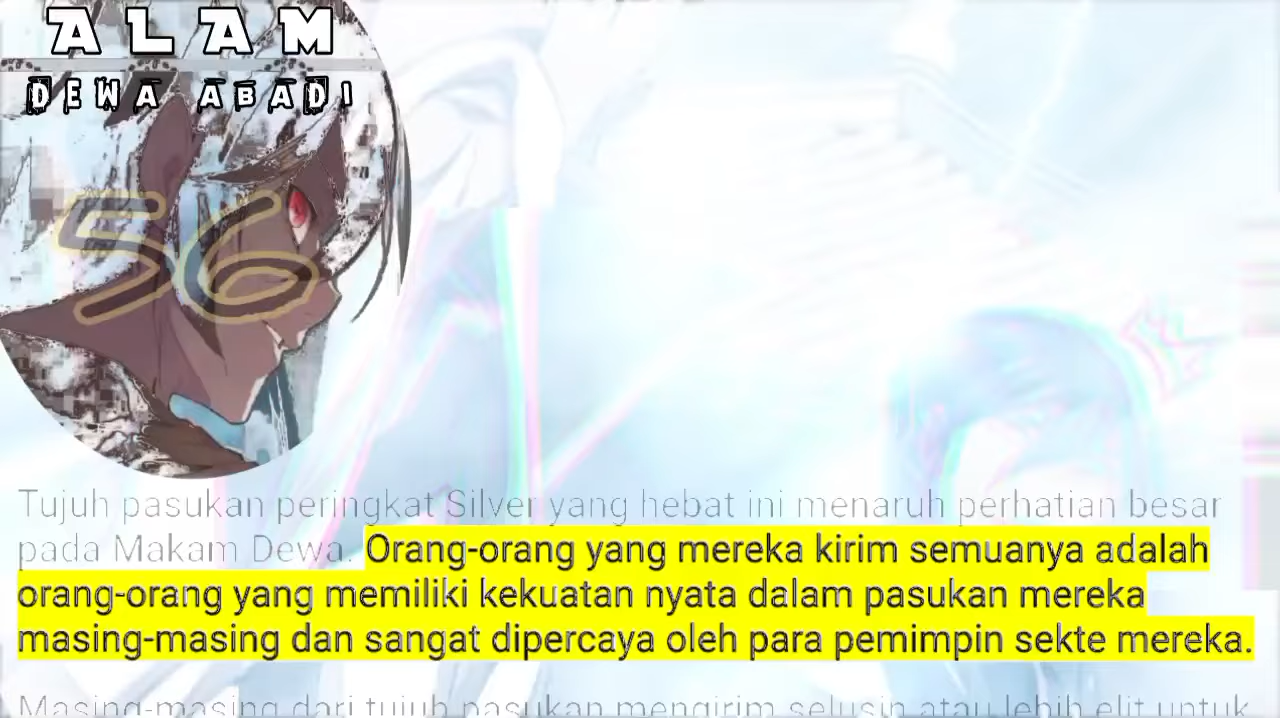 ALAM
DEWA ABADI
56
Tujuh pasukan peringkat Silver yang hebat ini menaruh perhatian besar
pada Makam Dewa. Orang-orang yang mereka kirim semuanya adalah
orang-orang yang memiliki kekuatan nyata dalam pasukan mereka
masing-masing dan sangat dipercaya oleh para pemimpin sekte mereka.
Masing-masing dari tujuh pasukan mengirim selusin atau lebih elit untuk